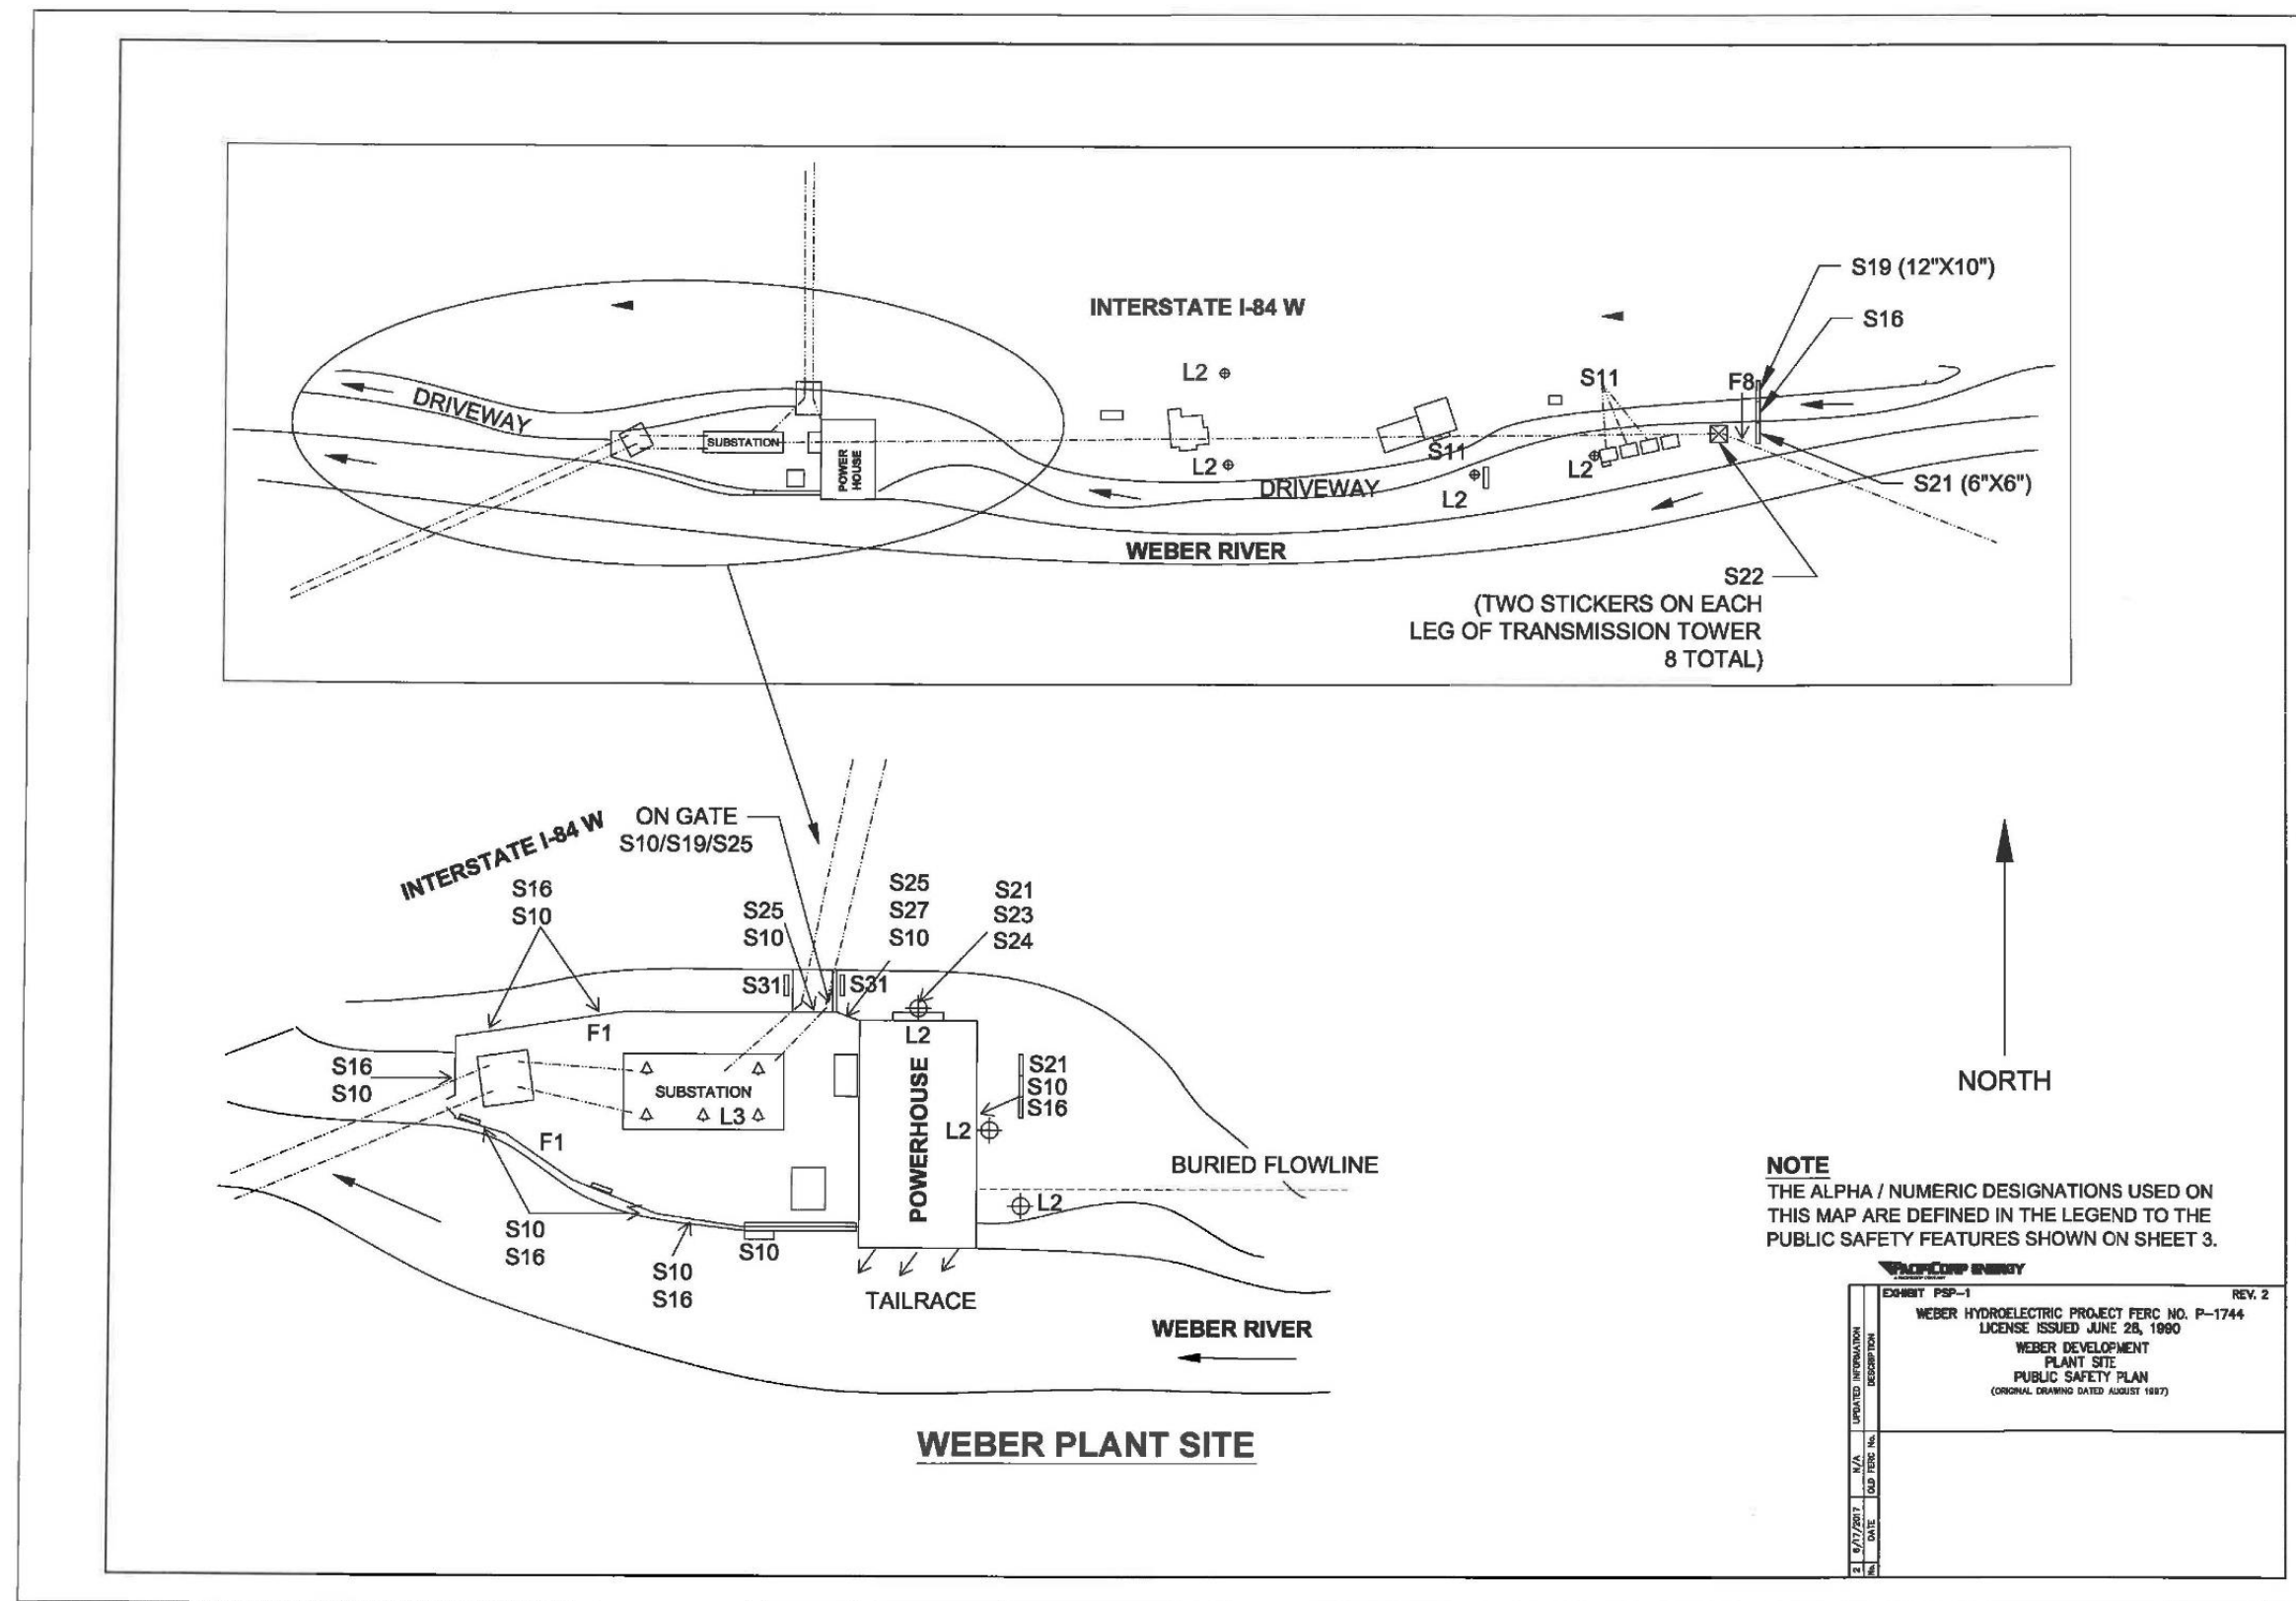 INTERSTATE I-84 W
S19 (12"X10")
S16
L2
S11
F8
DRIVEWAY
SUBSTATION
POWER
HOUSE
S11
L2
L2
L2
DRIVEWAY
S21 (6"X6")
WEBER RIVER
S22
(TWO STICKERS ON EACH
LEG OF TRANSMISSION TOWER
8 TOTAL)
INTERSTATE I-84 W
ON GATE
S10/S19/S25
S16
S10
S25
S10
S25
S27
S10
S21
S23
S24
S31
S31
F1
L2
S16
S10
SUBSTATION
L3
POWERHOUSE
S21
S10
S16
L2
F1
BURIED FLOWLINE
L2
S10
S16
S10
S16
S10
TAILRACE
WEBER RIVER
WEBER PLANT SITE
NORTH
NOTE
THE ALPHA / NUMERIC DESIGNATIONS USED ON
THIS MAP ARE DEFINED IN THE LEGEND TO THE
PUBLIC SAFETY FEATURES SHOWN ON SHEET 3.
PACIFICORP ENERGY
EXHIBIT PSP-1 REV. 2
WEBER HYDROELECTRIC PROJECT FERC NO. P-1744
LICENSE ISSUED JUNE 28, 1990
WEBER DEVELOPMENT
PLANT SITE
PUBLIC SAFETY PLAN
(ORIGINAL DRAWING DATED AUGUST 1987)
2 6/17/2017 N/A UPDATED INFORMATION
No. DATE OLD FERC No. DESCRIPTION